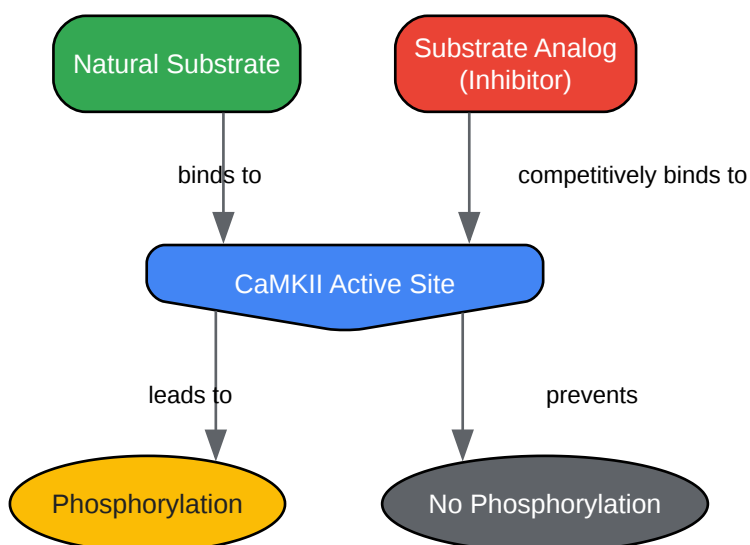 Natural Substrate
Substrate Analog
(Inhibitor)
binds to
competitively binds to
CaMKII Active Site
leads to
prevents
Phosphorylation
No Phosphorylation